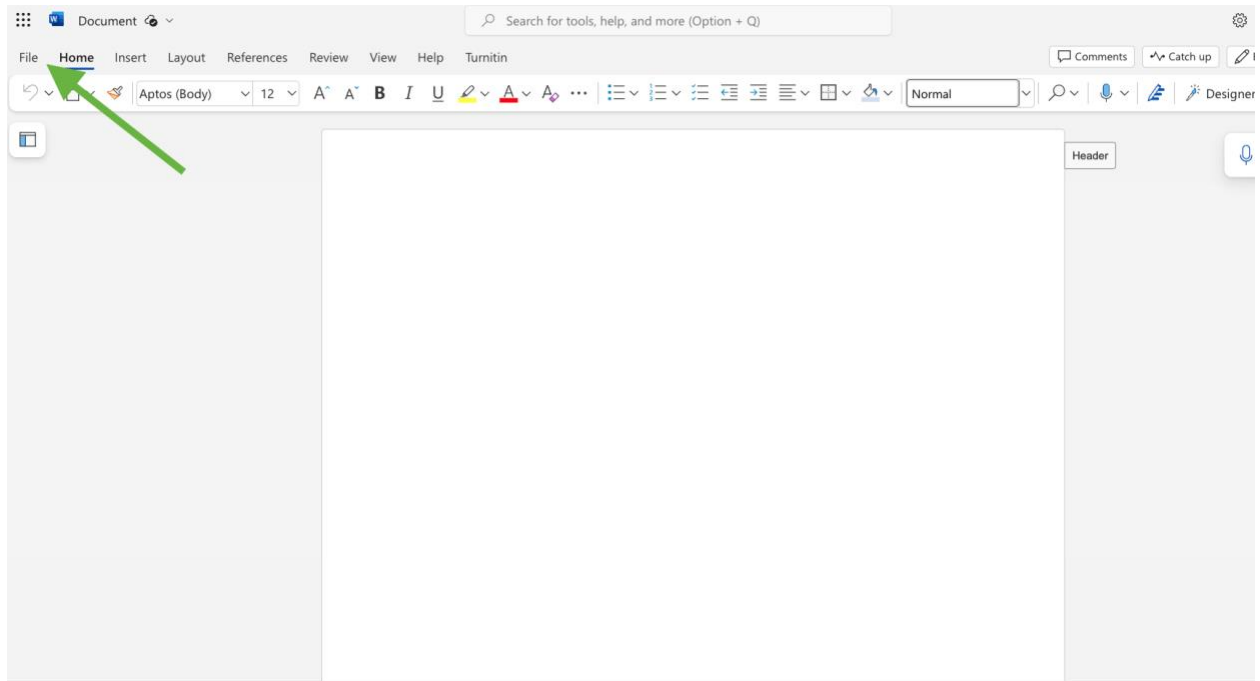 W Document
Search for tools, help, and more (Option + Q)
File Home Insert Layout References Review View Help Turnitin
Comments Catch up
Aptos (Body) 12 A A B I U A A Normal Designer
Header